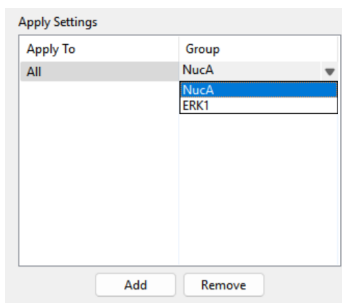 Apply Settings
Apply To Group
All NucA
NucA
ERK1
Add Remove